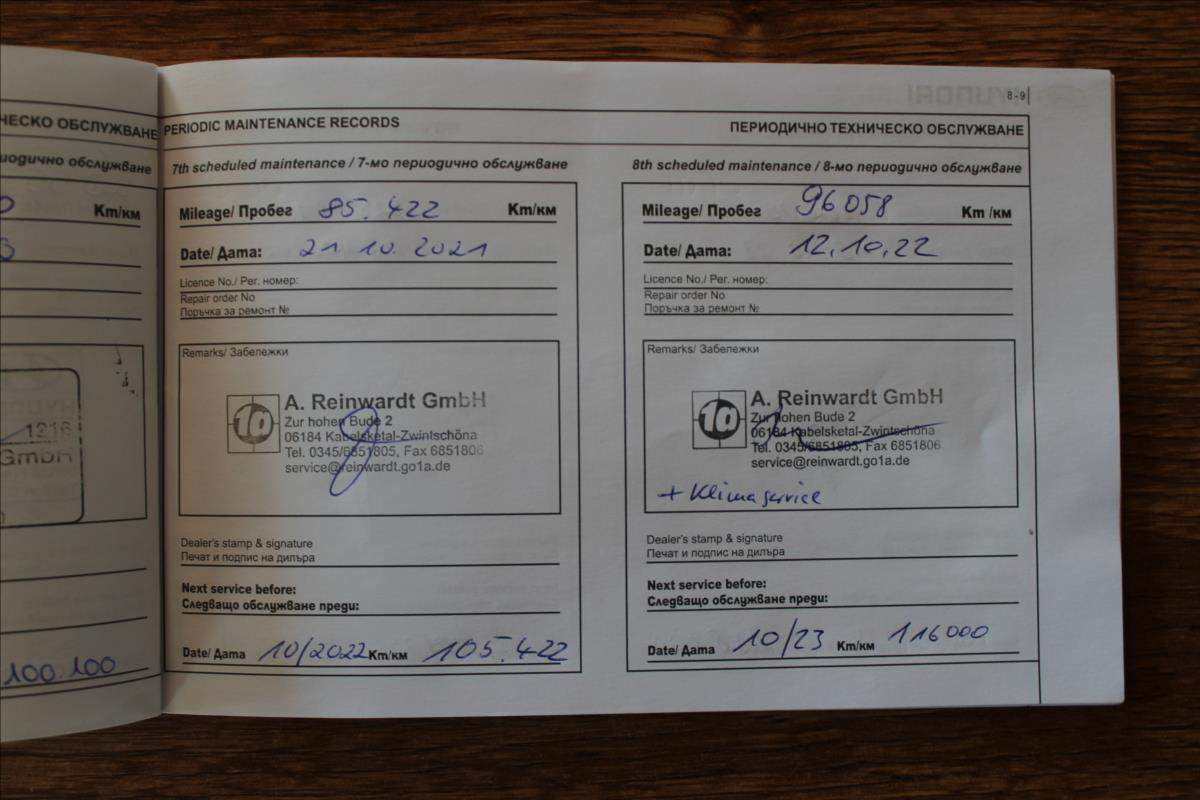 ЧЕСКО ОБСЛУЖВАНЕ
иодично обслужване
Km/км
1216
GmbH
100.100
8-9
PERIODIC MAINTENANCE RECORDS
ПЕРИОДИЧНО ТЕХНИЧЕСКО ОБСЛУЖВАНЕ
7th scheduled maintenance / 7-мо периодично обслужване
Mileage/ Пробег 85.422 Km/км
Date/ Дата: 21 10. 2021
Licence No./ Рег. номер:
Repair order No
Поръчка за ремонт №
Remarks/ Забележки
10
A. Reinwardt GmbH
Zur hohen Bude 2
06184 Kabelsketal-Zwintschöna
Tel. 0345/6851805, Fax 6851806
service@reinwardt.go1a.de
Dealer's stamp & signature
Печат и подпис на дилъра
Next service before:
Следващо обслужване преди:
Date/ Дата 10/2022 Km/км 105.422
8th scheduled maintenance / 8-мо периодично обслужване
Mileage/ Пробег 96058 Km /км
Date/ Дата: 12.10.22
Licence No./ Рег. номер:
Repair order No
Поръчка за ремонт №
Remarks/ Забележки
1a
A. Reinwardt GmbH
Zur hohen Bude 2
06184 Kabelsketal-Zwintschöna
Tel. 0345/6851805, Fax 6851806
service@reinwardt.go1a.de
+ Klimaservice
Dealer's stamp & signature
Печат и подпис на дилъра
Next service before:
Следващо обслужване преди:
Date/ Дата 10/23 Km/км 116000